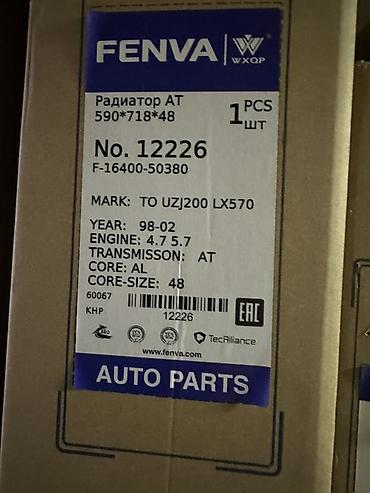 FENVA WXQP
Радиатор AT
590*718*48
1 PCS
ШТ
No. 12226
F-16400-50380
MARK: TO UZJ200 LX570
YEAR: 98-02
ENGINE: 4.7 5.7
TRANSMISSON: AT
CORE: AL
CORE-SIZE: 48
60067
KHP
12226
EAC
TecAlliance
www.fenva.com
AUTO PARTS